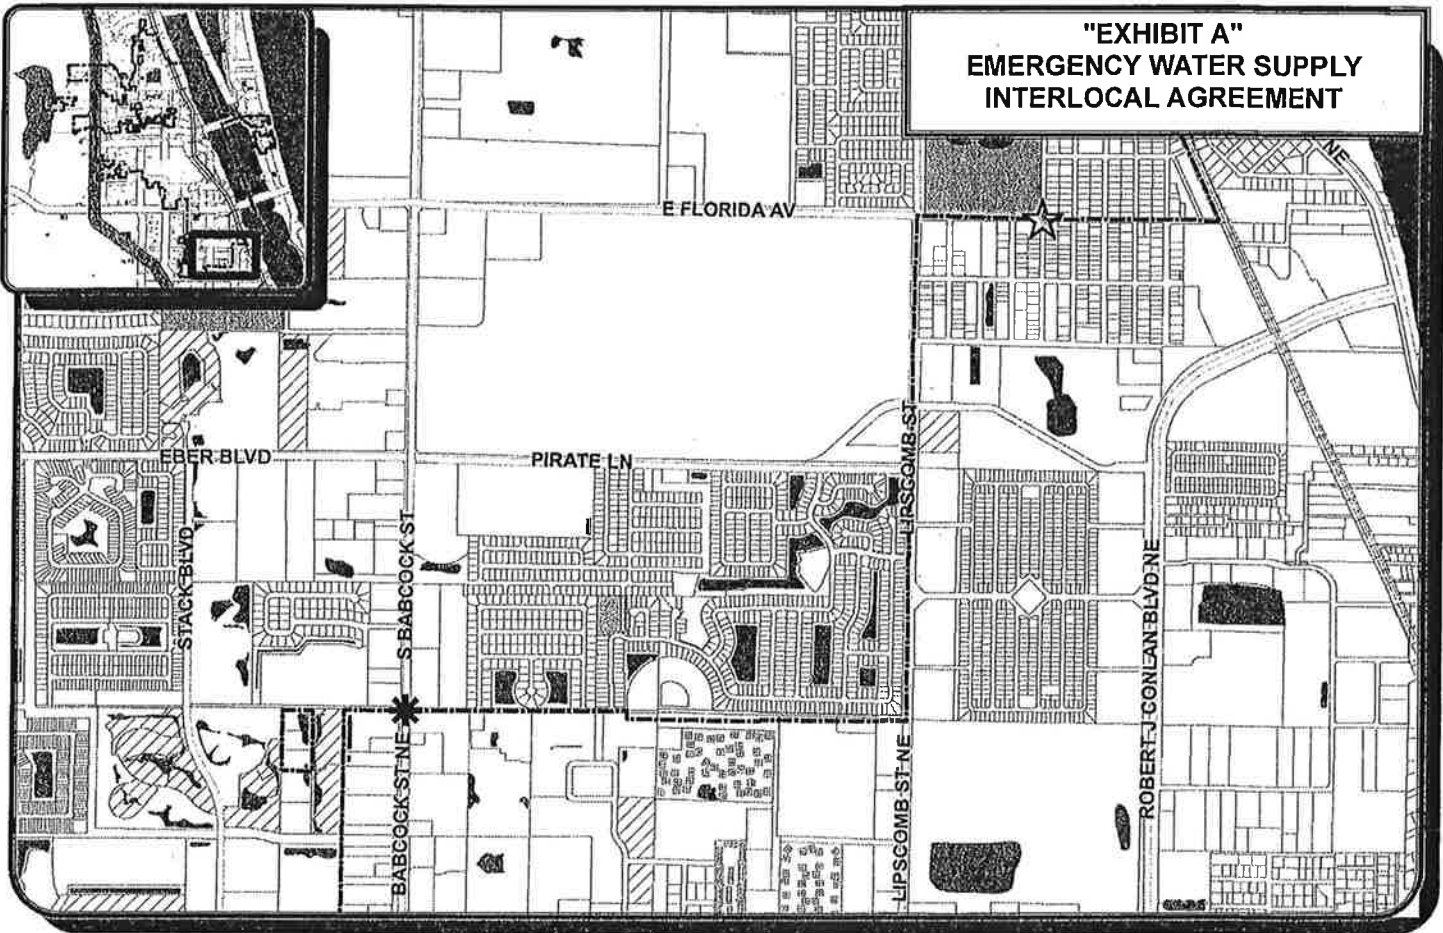 "EXHIBIT A"
EMERGENCY WATER SUPPLY
INTERLOCAL AGREEMENT
NE
E FLORIDA AV
LIPSCOMB ST
EBER BLVD
PIRATE LN
STACK BLVD
S BABCOCK ST
ROBERT J CONLAN BLVD NE
BABCOCK ST NE
LIPSCOMB ST NE